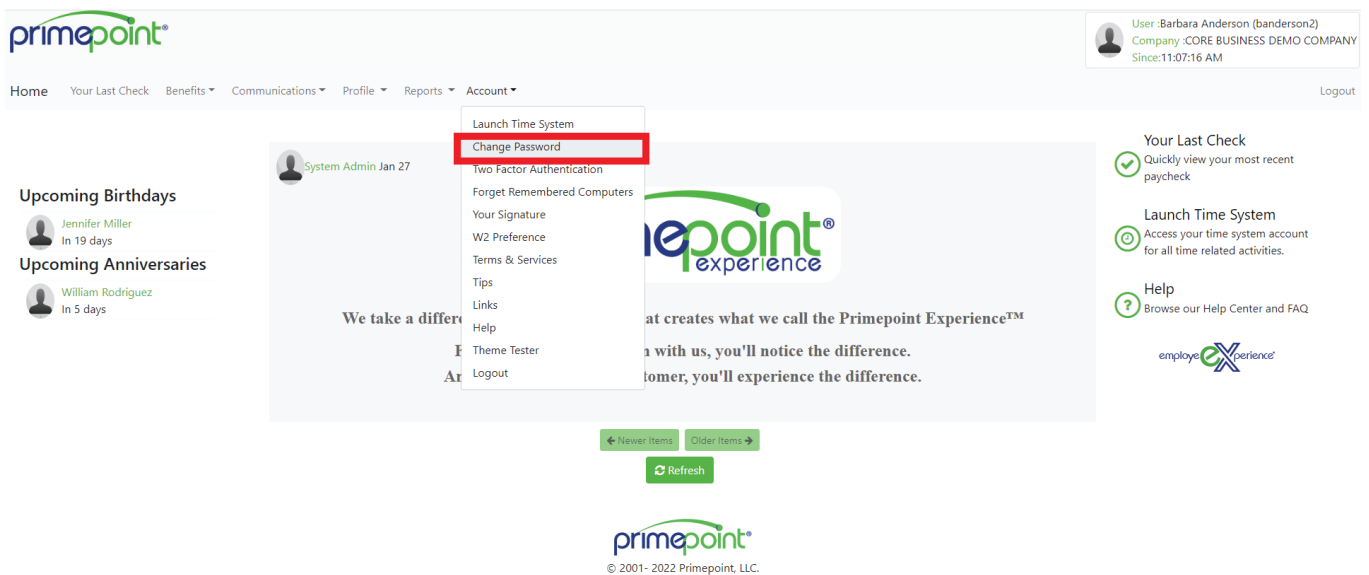 primepoint®
User :Barbara Anderson (banderson2)
Company :CORE BUSINESS DEMO COMPANY
Since:11:07:16 AM
Home Your Last Check Benefits Communications Profile Reports Account Logout
Launch Time System
Change Password
Two Factor Authentication
Forget Remembered Computers
Your Signature
W2 Preference
Terms & Services
Tips
Links
Help
Theme Tester
Logout
Upcoming Birthdays
Jennifer Miller
In 19 days
Upcoming Anniversaries
William Rodriguez
In 5 days
System Admin Jan 27
epoint®
experience
We take a differe at creates what we call the Primepoint Experience™
with us, you'll notice the difference.
tomer, you'll experience the difference.
Newer Items Older Items
Refresh
Your Last Check
Quickly view your most recent
paycheck
Launch Time System
Access your time system account
for all time related activities.
Help
Browse our Help Center and FAQ
employe eXperience®
primepoint®
© 2001- 2022 Primepoint, LLC.